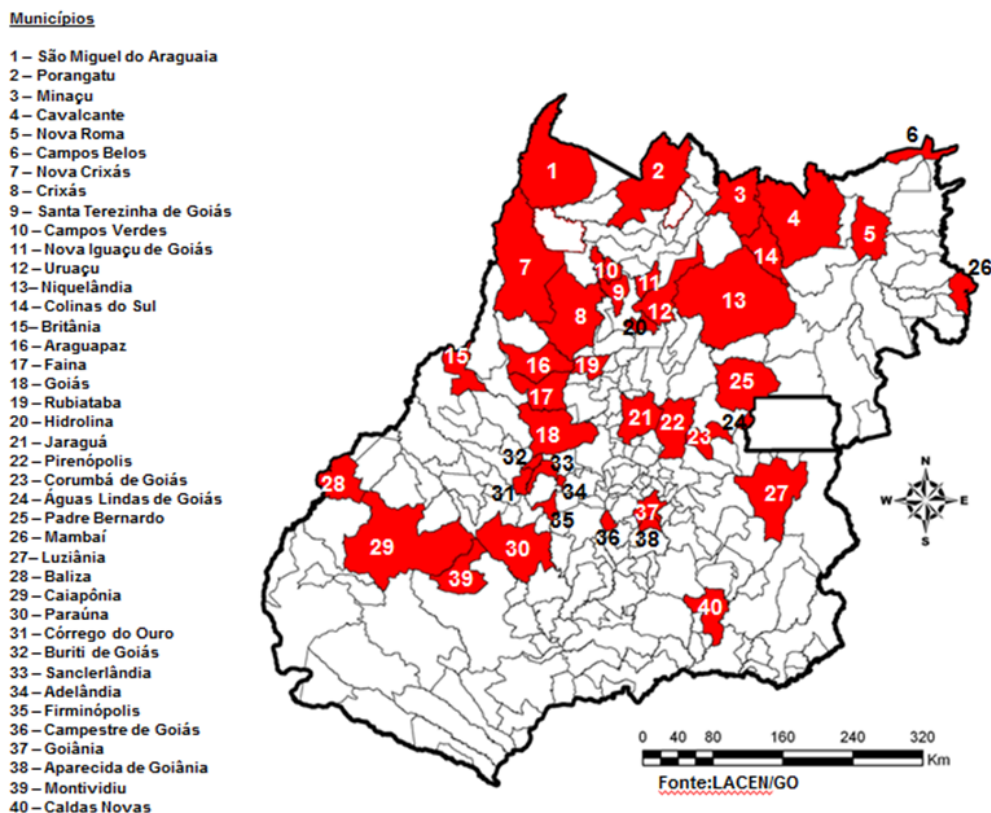 Municípios
1 – São Miguel do Araguaia
2 – Porangatu
3 – Minaçu
4 – Cavalcante
5 – Nova Roma
6 – Campos Belos
7 – Nova Crixás
8 – Crixás
9 – Santa Terezinha de Goiás
10 – Campos Verdes
11 – Nova Iguaçu de Goiás
12 – Uruaçu
13– Niquelândia
14 – Colinas do Sul
15– Britânia
16 – Araguapaz
17 – Faina
18 – Goiás
19 – Rubiataba
20 – Hidrolina
21 – Jaraguá
22 – Pirenópolis
23 – Corumbá de Goiás
24 – Águas Lindas de Goiás
25 – Padre Bernardo
26 – Mambaí
27– Luziânia
28 – Baliza
29 – Caiapônia
30 – Paraúna
31 – Córrego do Ouro
32 – Buriti de Goiás
33 – Sanclerlândia
34 – Adelândia
35 – Firminópolis
36 – Campestre de Goiás
37 – Goiânia
38 – Aparecida de Goiânia
39 – Montividiu
40 – Caldas Novas
6
1
2
3
4
5
14
26
7
10
11
9
12
13
8
20
15
16
19
25
17
21
22
24
23
18
32
33
28
31
34
27
35
37
36
38
29
30
39
40
N
W
E
S
0 40 80 160 240 320
Km
Fonte:LACEN/GO